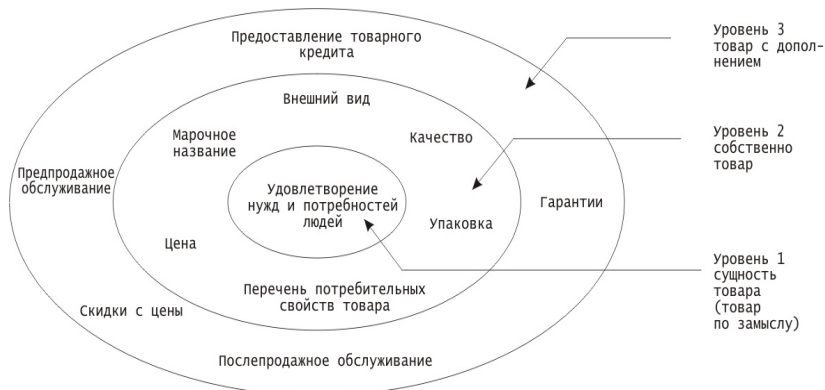 Предоставление товарного
кредита
Внешний вид
Марочное
название
Качество
Предпродажное
обслуживание
Удовлетворение
нужд и потребностей
людей
Упаковка
Гарантии
Цена
Перечень потребительных
свойств товара
Скидки с цены
Послепродажное обслуживание
Уровень 3
товар с допол-
нением
Уровень 2
собственно
товар
Уровень 1
сущность
товара
(товар
по замыслу)